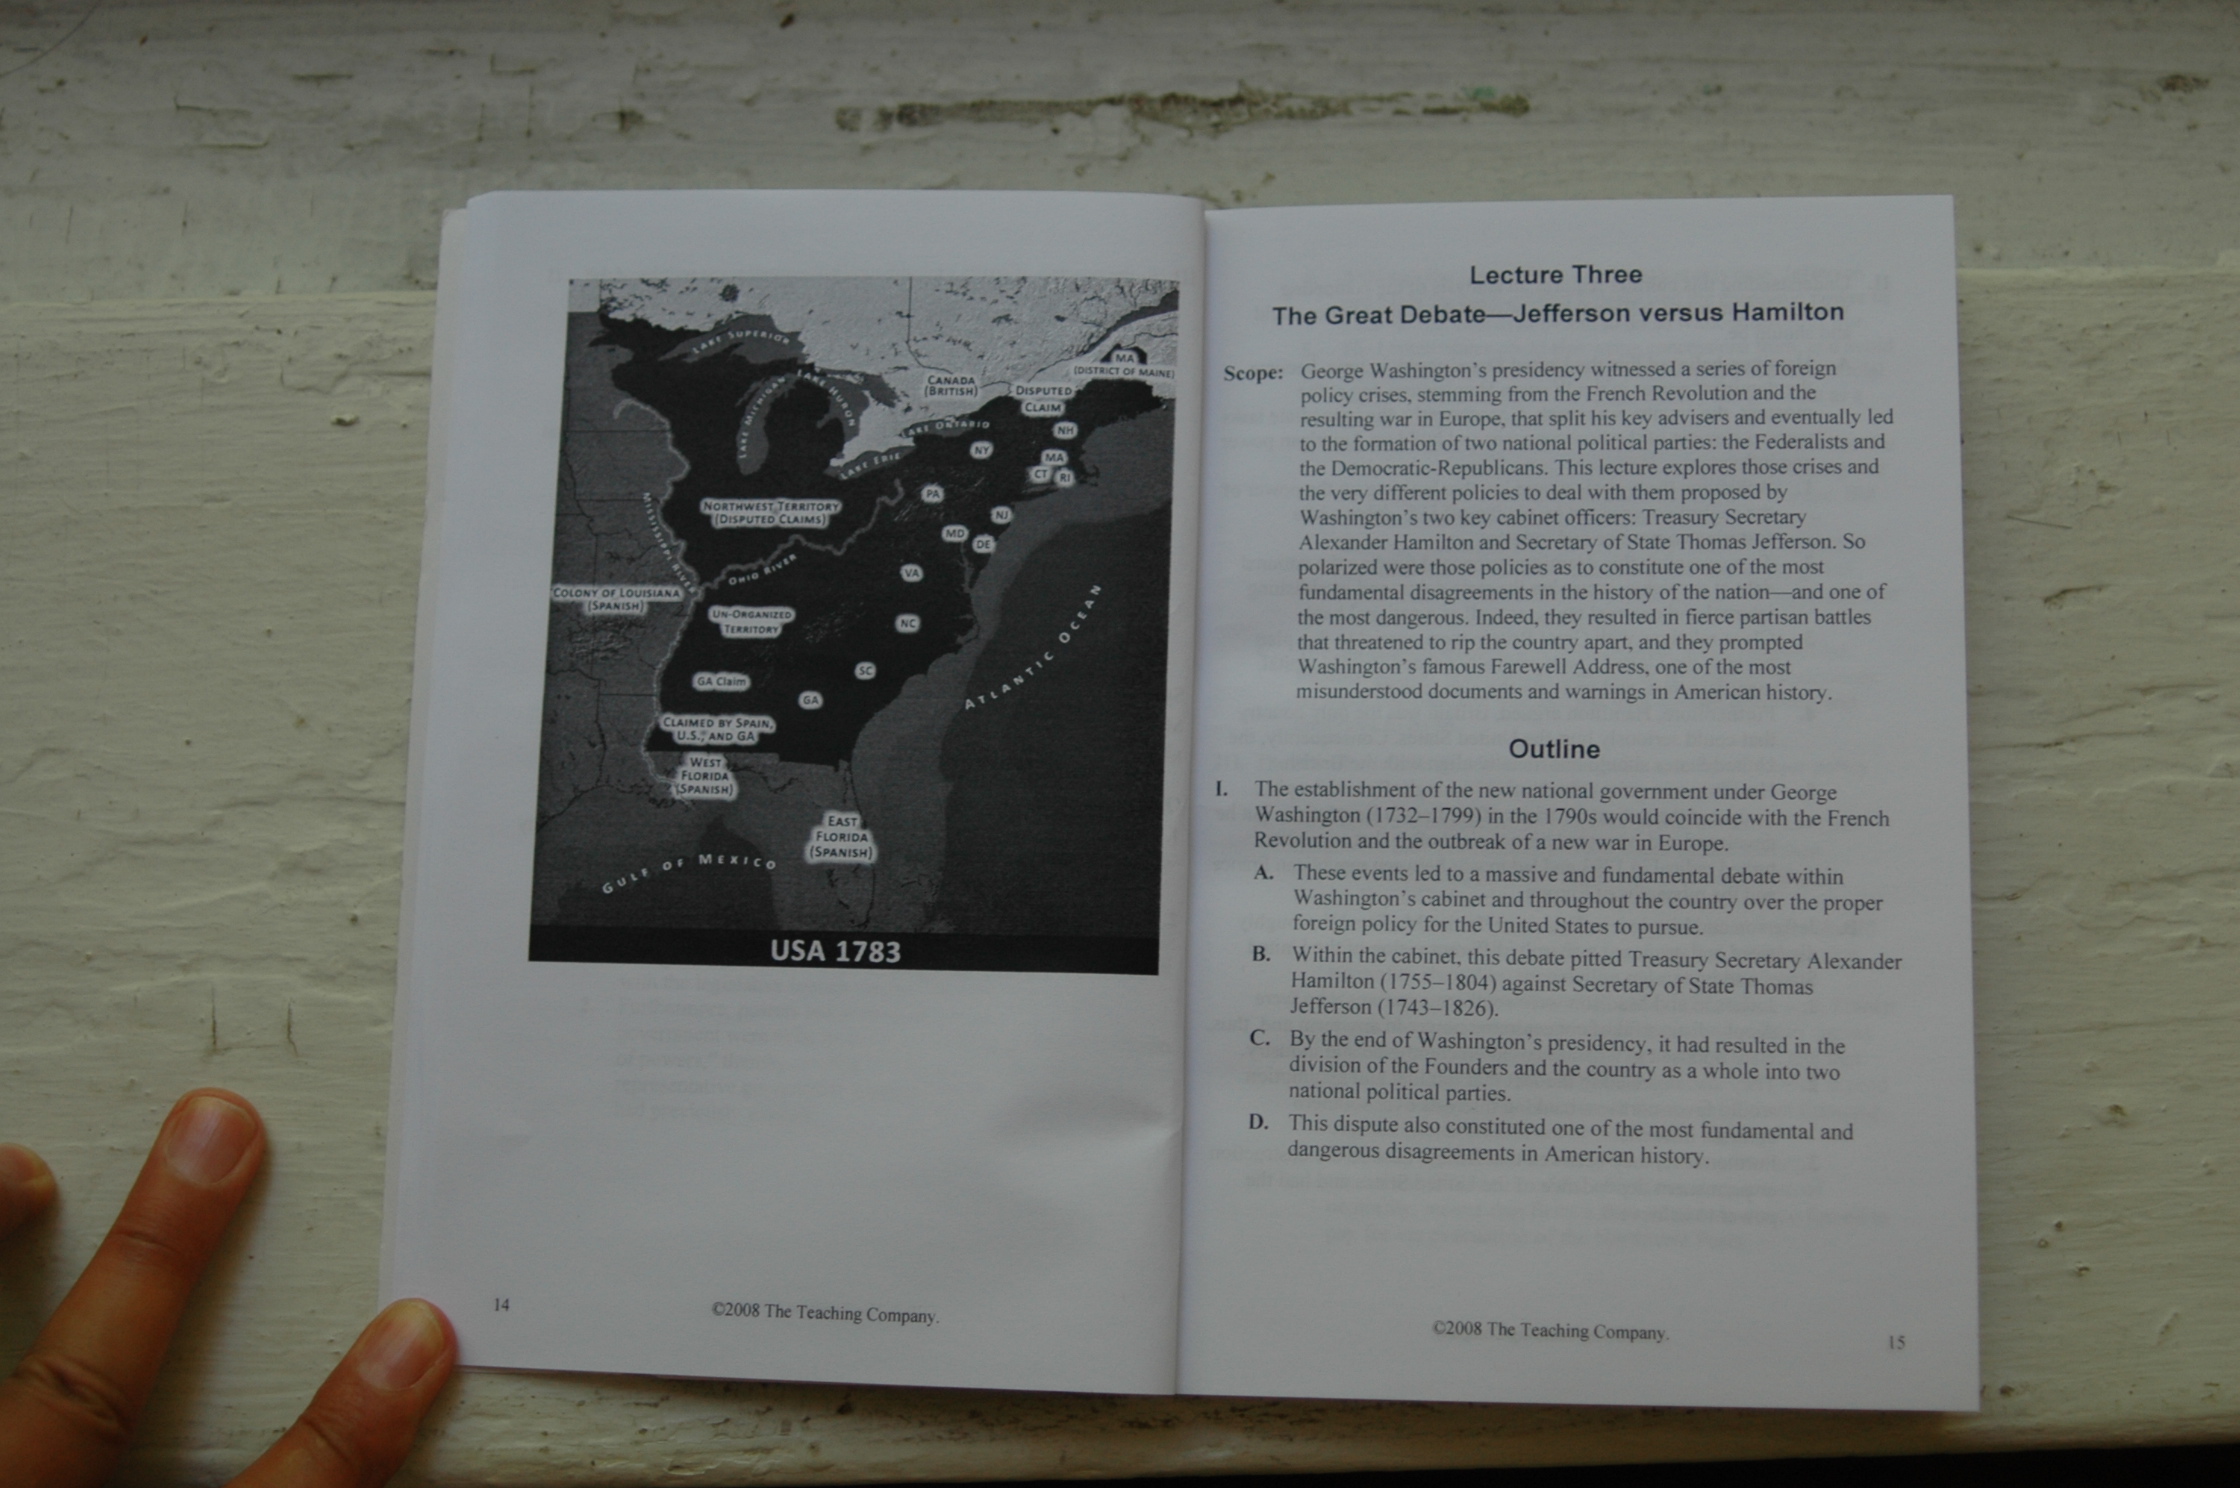 LAKE SUPERIOR
LAKE MICHIGAN
LAKE HURON
CANADA
(BRITISH)
MA
(DISTRICT OF MAINE)
DISPUTED
CLAIM
LAKE ONTARIO
NH
NY
MA
LAKE ERIE
CT
RI
PA
NORTHWEST TERRITORY
(DISPUTED CLAIMS)
NJ
MISSISSIPPI RIVER
MD
DE
OHIO RIVER
VA
COLONY OF LOUISIANA
(SPANISH)
UN-ORGANIZED
TERRITORY
NC
ATLANTIC OCEAN
SC
GA Claim
GA
CLAIMED BY SPAIN,
U.S., AND GA
WEST
FLORIDA
(SPANISH)
EAST
FLORIDA
(SPANISH)
GULF OF MEXICO
USA 1783
14
©2008 The Teaching Company.
Lecture Three
The Great Debate—Jefferson versus Hamilton
Scope: George Washington's presidency witnessed a series of foreign
policy crises, stemming from the French Revolution and the
resulting war in Europe, that split his key advisers and eventually led
to the formation of two national political parties: the Federalists and
the Democratic-Republicans. This lecture explores those crises and
the very different policies to deal with them proposed by
Washington's two key cabinet officers: Treasury Secretary
Alexander Hamilton and Secretary of State Thomas Jefferson. So
polarized were those policies as to constitute one of the most
fundamental disagreements in the history of the nation—and one of
the most dangerous. Indeed, they resulted in fierce partisan battles
that threatened to rip the country apart, and they prompted
Washington's famous Farewell Address, one of the most
misunderstood documents and warnings in American history.
Outline
I. The establishment of the new national government under George
Washington (1732–1799) in the 1790s would coincide with the French
Revolution and the outbreak of a new war in Europe.
A. These events led to a massive and fundamental debate within
Washington's cabinet and throughout the country over the proper
foreign policy for the United States to pursue.
B. Within the cabinet, this debate pitted Treasury Secretary Alexander
Hamilton (1755–1804) against Secretary of State Thomas
Jefferson (1743–1826).
C. By the end of Washington's presidency, it had resulted in the
division of the Founders and the country as a whole into two
national political parties.
D. This dispute also constituted one of the most fundamental and
dangerous disagreements in American history.
©2008 The Teaching Company.
15